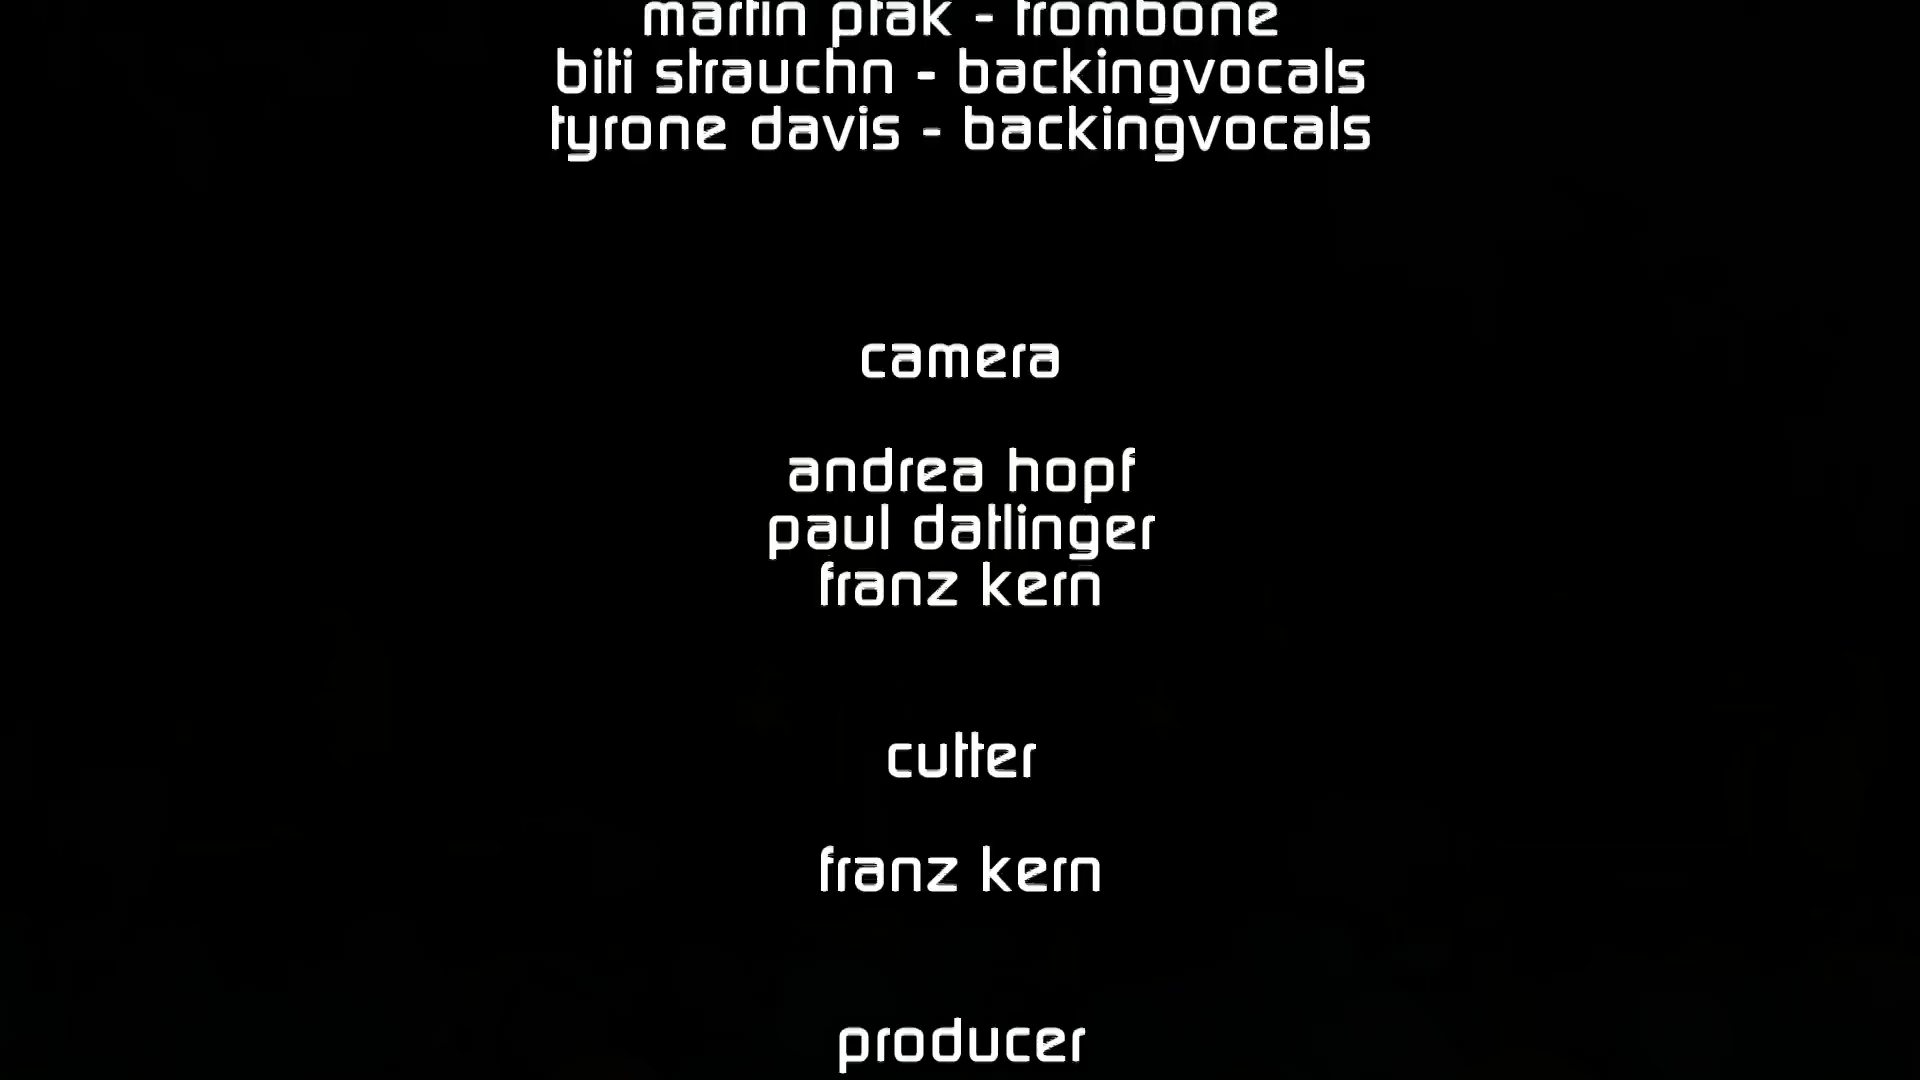 martin ptak - trombone
biti strauchn - backingvocals
tyrone davis - backingvocals
camera
andrea hopf
paul datlinger
franz kern
cutter
franz kern
producer